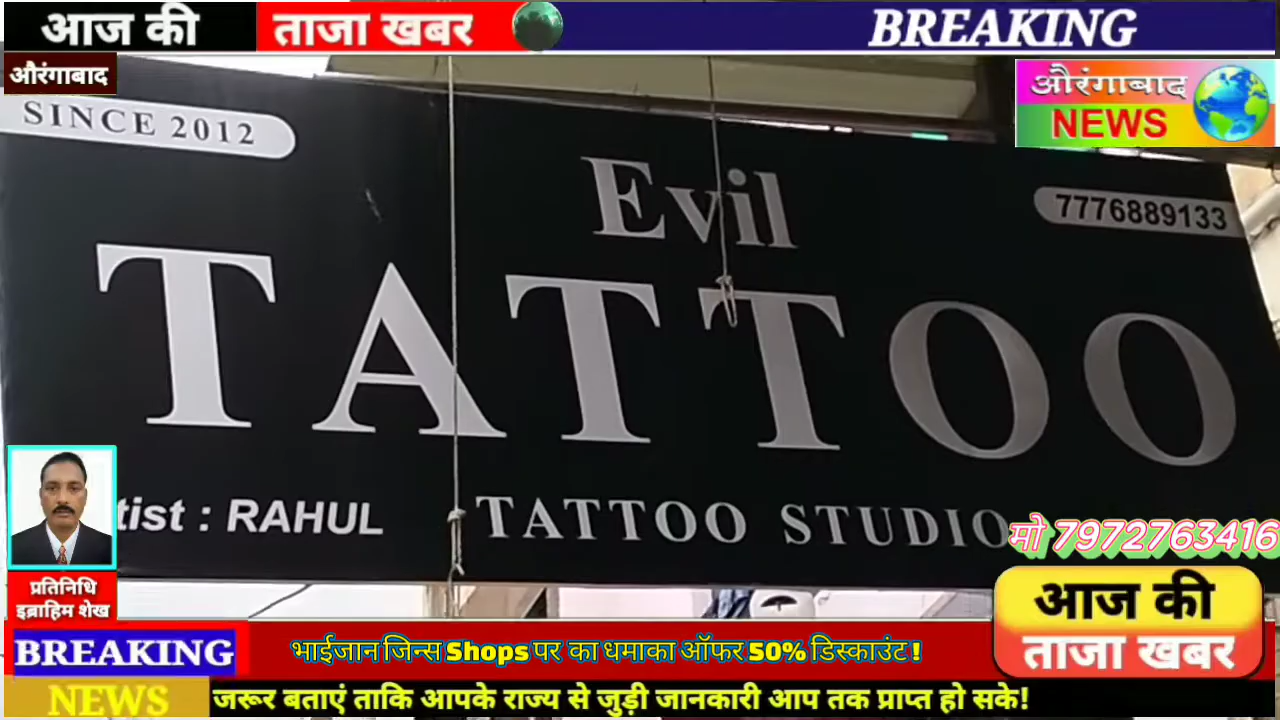 आज की ताजा खबर BREAKING
औरंगाबाद
औरंगाबाद
NEWS
SINCE 2012
Evil
7776889133
TATTOO
tist : RAHUL
TATTOO STUDIO
मो 7972763416
प्रतिनिधि
इब्राहिम शेख
आज की
ताजा खबर
BREAKING
भाईजान जिन्स Shops पर का धमाका ऑफर 50% डिस्काउंट !
NEWS
जरूर बताएं ताकि आपके राज्य से जुड़ी जानकारी आप तक प्राप्त हो सके!